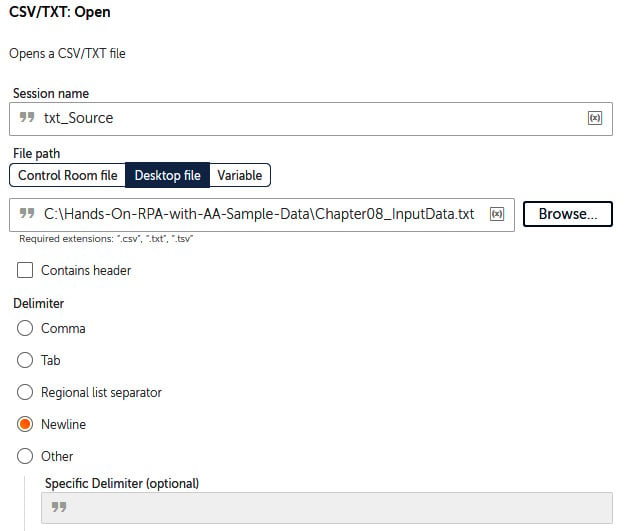 CSV/TXT: Open
Opens a CSV/TXT file
Session name
txt_Source
(x)
File path
Control Room file Desktop file Variable
C:\Hands-On-RPA-with-AA-Sample-Data\Chapter08_InputData.txt (x) Browse...
Required extensions: ".csv", ".txt", ".tsv"
Contains header
Delimiter
Comma
Tab
Regional list separator
Newline
Other
Specific Delimiter (optional)